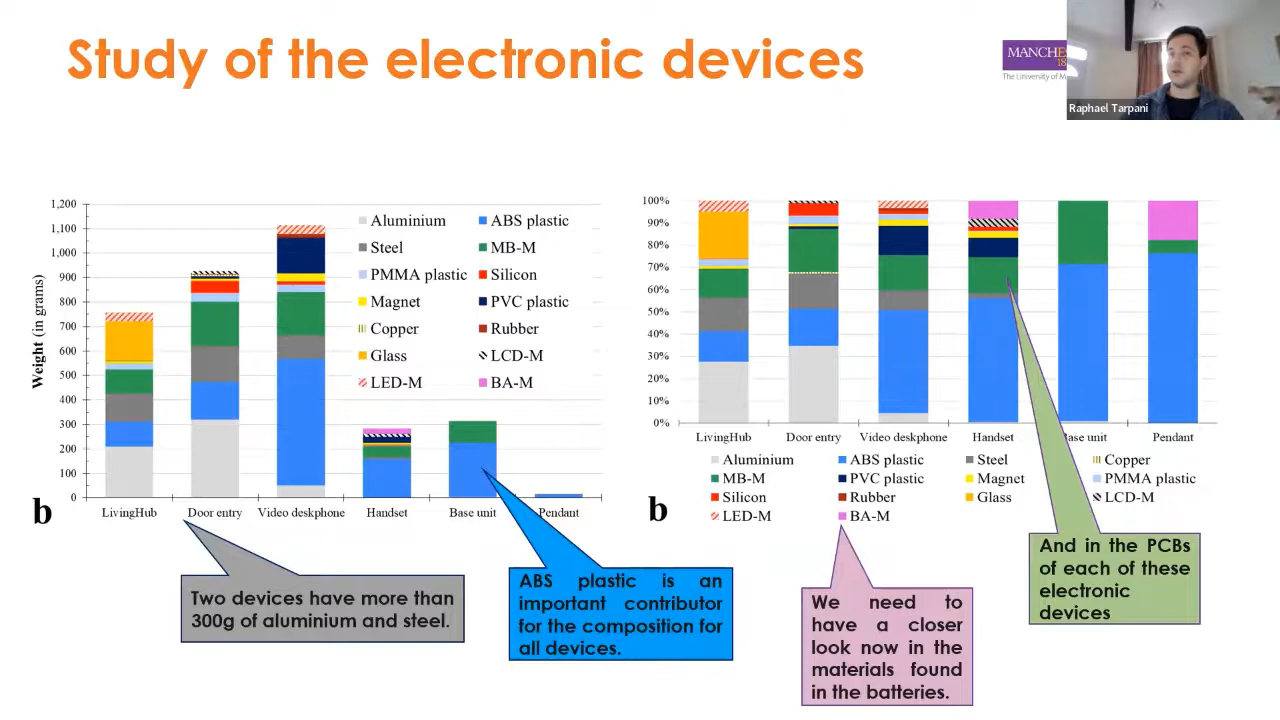 Study of the electronic devices
MANCHES
18
The University of M
Raphael Tarpani
1,200
1,100
1,000
900
800
700
600
500
400
300
200
100
0
Weight (in grams)
Aluminium
ABS plastic
Steel
MB-M
PMMA plastic
Silicon
Magnet
PVC plastic
Copper
Rubber
Glass
LCD-M
LED-M
BA-M
LivingHub
Door entry
Video deskphone
Handset
Base unit
Pendant
b
100%
90%
80%
70%
60%
50%
40%
30%
20%
10%
0%
LivingHub
Door entry
Video deskphone
Handset
Base unit
Pendant
Aluminium
ABS plastic
Steel
Copper
MB-M
PVC plastic
Magnet
PMMA plastic
Silicon
Rubber
Glass
LCD-M
LED-M
BA-M
b
Two devices have more than
300g of aluminium and steel.
ABS plastic is an
important contributor
for the composition for
all devices.
We need to
have a closer
look now in the
materials found
in the batteries.
And in the PCBs
of each of these
electronic
devices